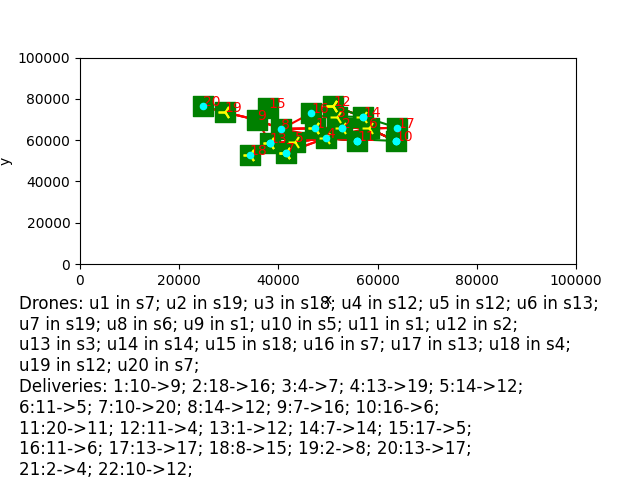 100000
80000
60000
40000
20000
0
y
0 20000 40000 60000 80000 100000
x
Drones: u1 in s7; u2 in s19; u3 in s18; u4 in s12; u5 in s12; u6 in s13;
u7 in s19; u8 in s6; u9 in s1; u10 in s5; u11 in s1; u12 in s2;
u13 in s3; u14 in s14; u15 in s18; u16 in s7; u17 in s13; u18 in s4;
u19 in s12; u20 in s7;
Deliveries: 1:10->9; 2:18->16; 3:4->7; 4:13->19; 5:14->12;
6:11->5; 7:10->20; 8:14->12; 9:7->16; 10:16->6;
11:20->11; 12:11->4; 13:1->12; 14:7->14; 15:17->5;
16:11->6; 17:13->17; 18:8->15; 19:2->8; 20:13->17;
21:2->4; 22:10->12;